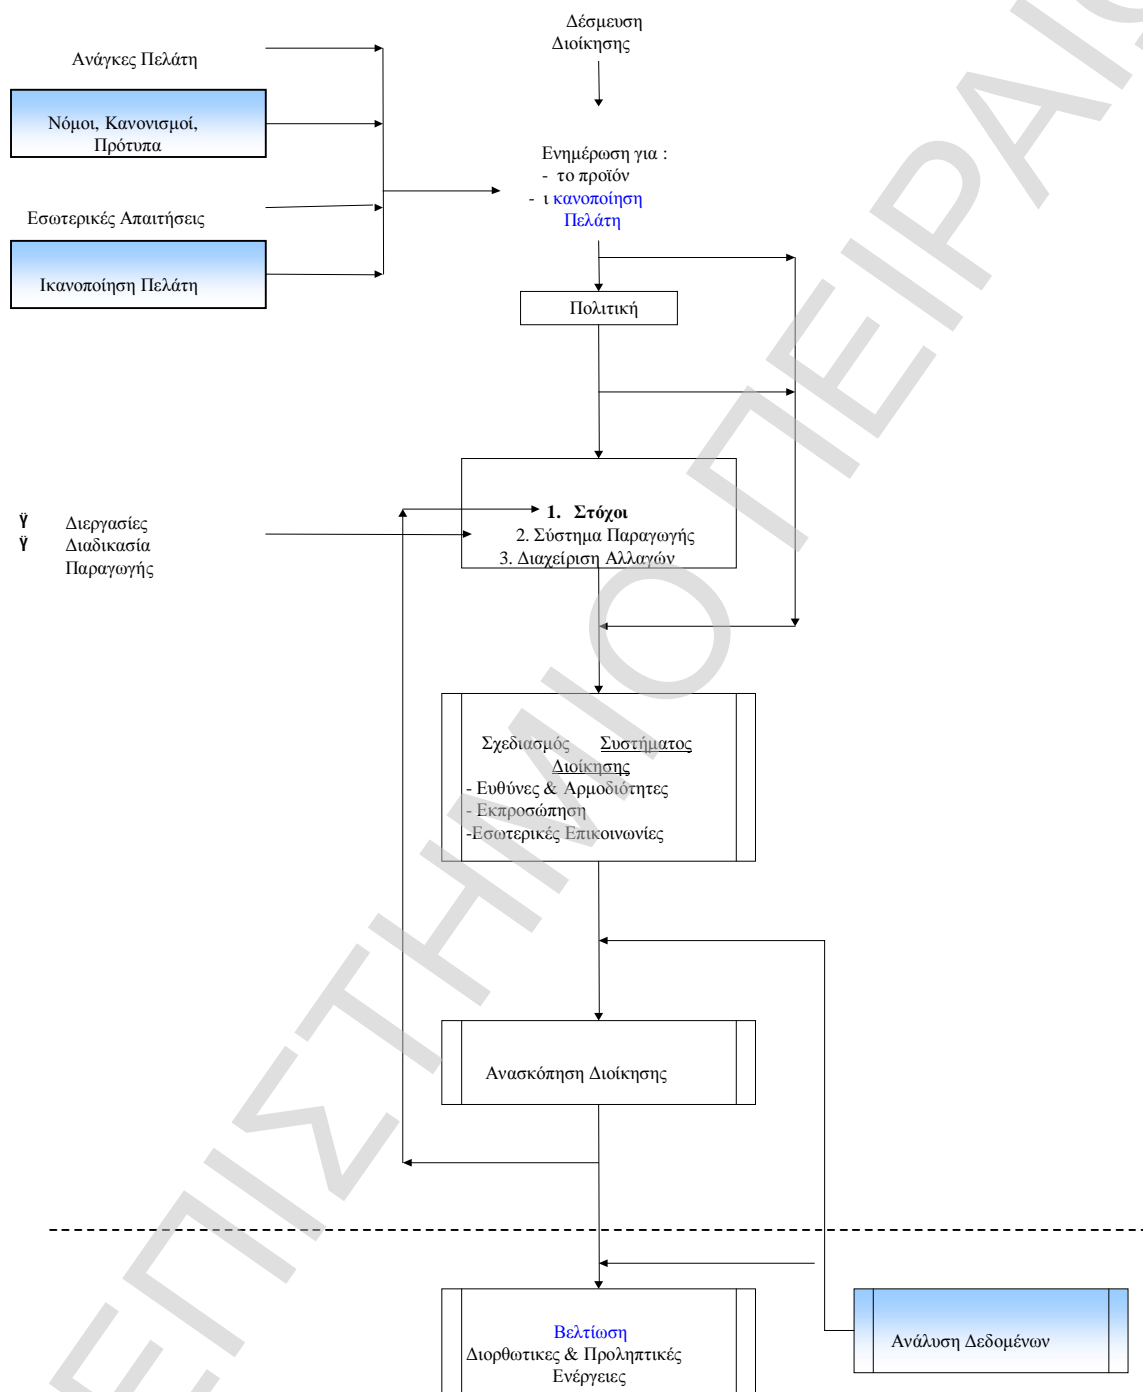 Δέσμευση
Διοίκησης
Ανάγκες Πελάτη
Νόμοι, Κανονισμοί,
Πρότυπα
Ενημέρωση για :
- το προϊόν
- ι κανοποίηση
Πελάτη
Εσωτερικές Απαιτήσεις
Ικανοποίηση Πελάτη
Πολιτική
1. Στόχοι
2. Σύστημα Παραγωγής
3. Διαχείριση Αλλαγών
Ÿ Διεργασίες
Ÿ Διαδικασία
Παραγωγής
Σχεδιασμός Συστήματος
Διοίκησης
- Ευθύνες & Αρμοδιότητες
- Εκπροσώπηση
-Εσωτερικές Επικοινωνίες
Ανασκόπηση Διοίκησης
Βελτίωση
Διορθωτικες & Προληπτικές
Ενέργειες
Ανάλυση Δεδομένων
ΕΠΙΣΤΗΜΙΟ ΠΕΙΡΑΙΩ